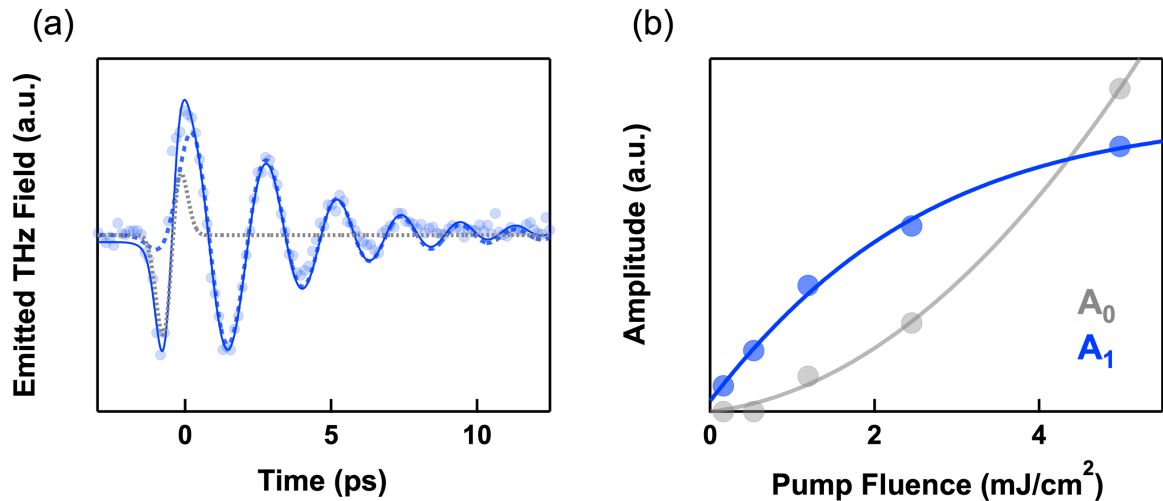 (a)
Emitted THz Field (a.u.)
0
5
10
Time (ps)
(b)
Amplitude (a.u.)
A₀
A₁
0
2
4
Pump Fluence (mJ/cm²)